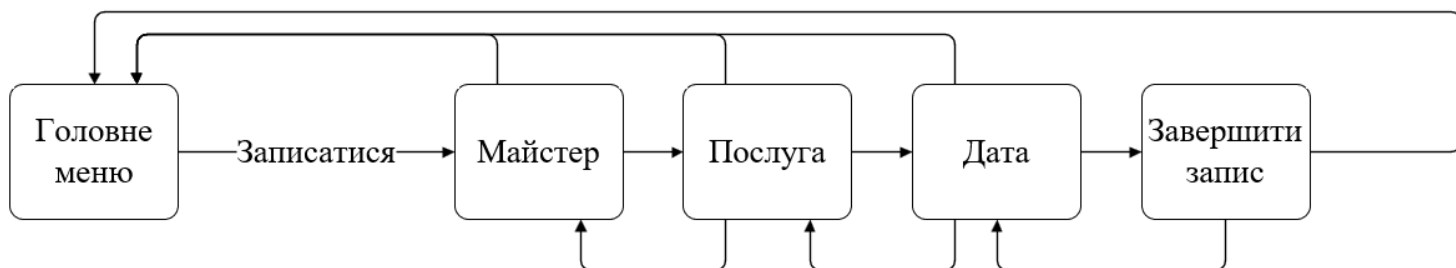 Головне
меню
Записатися
Майстер
Послуга
Дата
Завершити
запис